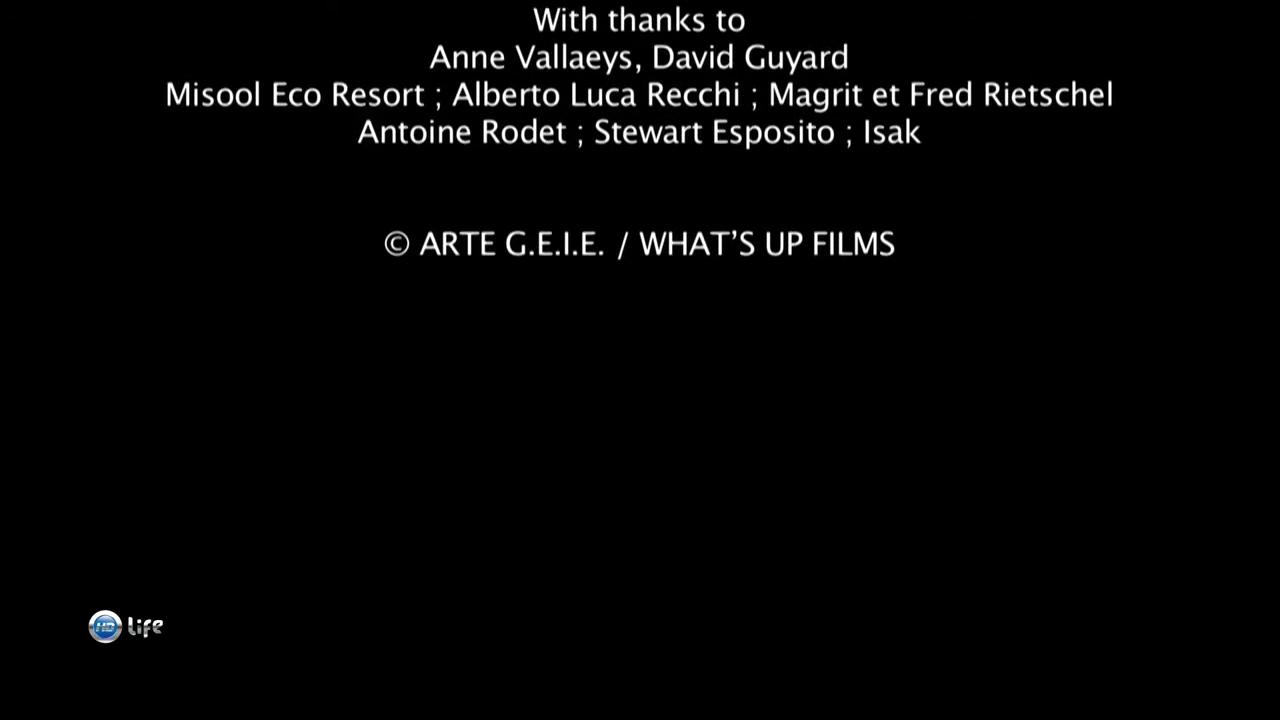 With thanks to
Anne Vallaeys, David Guyard
Misool Eco Resort ; Alberto Luca Recchi ; Magrit et Fred Rietschel
Antoine Rodet ; Stewart Esposito ; Isak
© ARTE G.E.I.E. / WHAT’S UP FILMS
HD Life